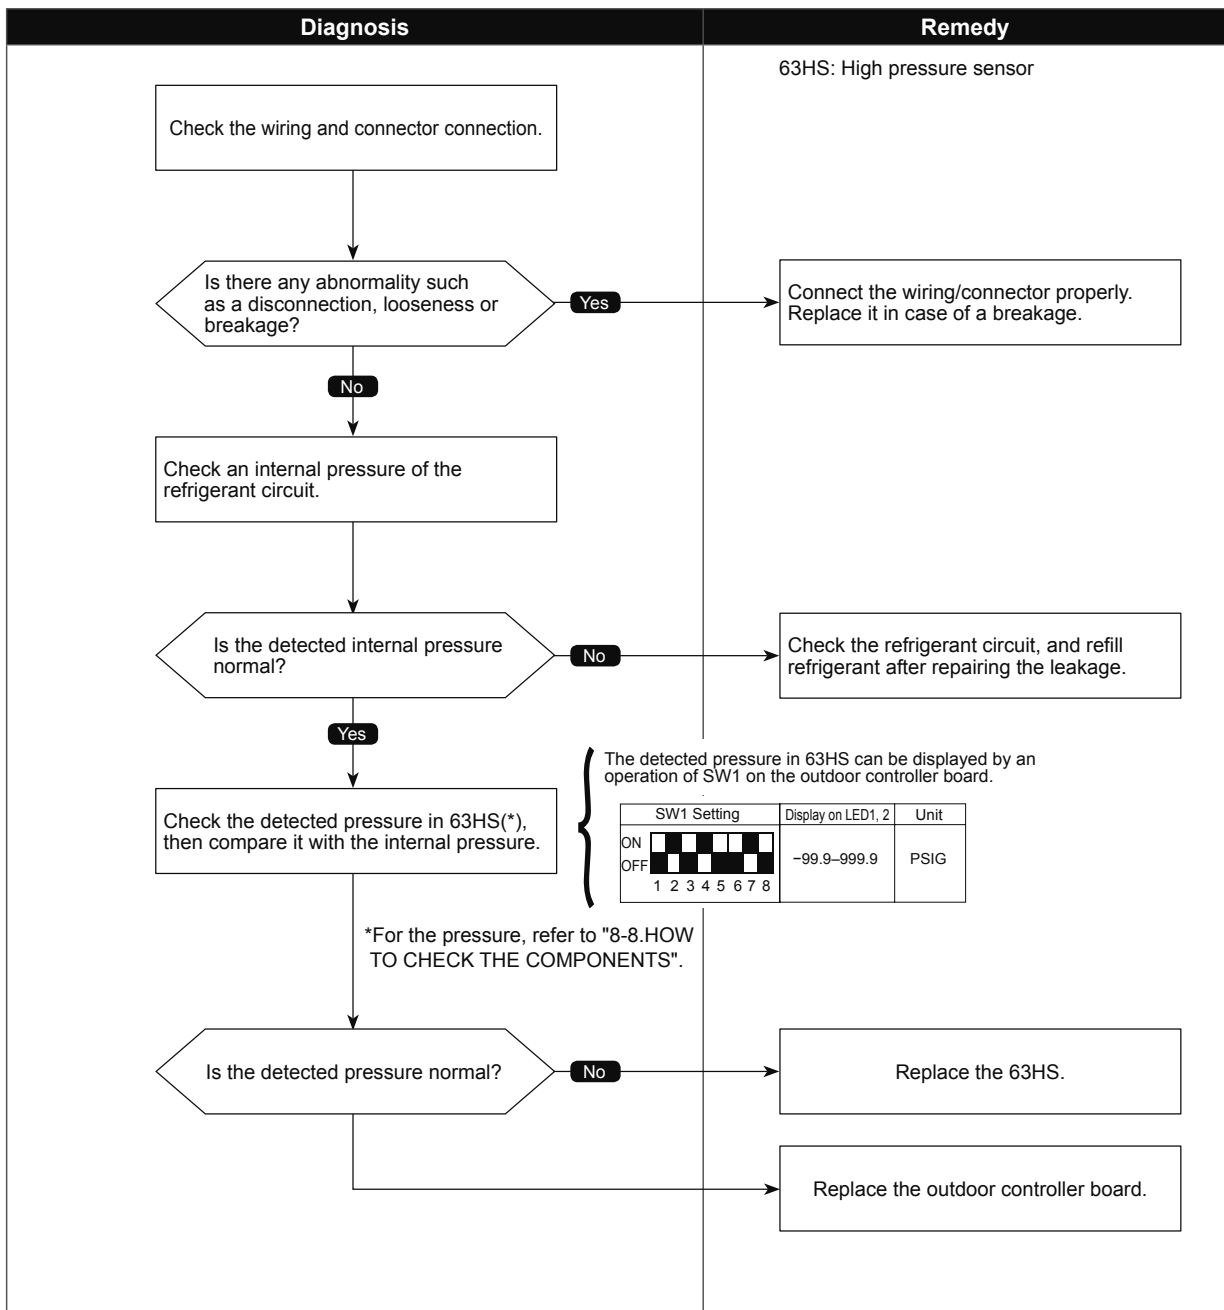 Diagnosis
Remedy
63HS: High pressure sensor
Check the wiring and connector connection.
Is there any abnormality such
as a disconnection, looseness or
breakage?
Yes
Connect the wiring/connector properly.
Replace it in case of a breakage.
No
Check an internal pressure of the
refrigerant circuit.
Is the detected internal pressure
normal?
No
Check the refrigerant circuit, and refill
refrigerant after repairing the leakage.
Yes
The detected pressure in 63HS can be displayed by an
operation of SW1 on the outdoor controller board.
Check the detected pressure in 63HS(*),
then compare it with the internal pressure.
SW1 Setting
Display on LED1, 2
Unit
ON
OFF
1 2 3 4 5 6 7 8
−99.9–999.9
PSIG
*For the pressure, refer to "8-8.HOW
TO CHECK THE COMPONENTS".
Is the detected pressure normal?
No
Replace the 63HS.
Replace the outdoor controller board.